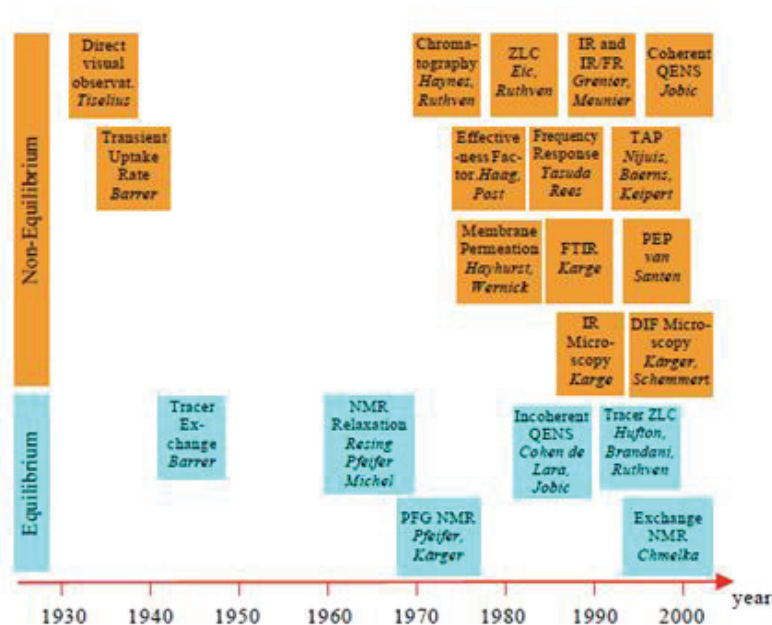 Non-Equilibrium
Direct
visual
observat.
Tiselius
Transient
Uptake
Rate
Barrer
Chroma-
tography
Haynes,
Ruthven
ZLC
Eic,
Ruthven
IR and
IR/FR
Grenier,
Meunier
Coherent
QENS
Jobic
Effective
-ness Fac-
tor.Haag,
Post
Frequency
Response
Yasuda
Rees
TAP
Nijuis,
Baerns,
Keipert
Membrane
Permeation
Hayhurst,
Wernick
FTIR
Karge
PEP
van
Santen
IR
Micro-
scopy
Karge
DIF Micro-
scopy
Kärger,
Schemmert
Equilibrium
Tracer
Ex-
change
Barrer
NMR
Relaxation
Resing
Pfeifer
Michel
Incoherent
QENS
Cohen de
Lara,
Jobic
Tracer ZLC
Hufton,
Brandani,
Ruthven
PFG NMR
Pfeifer,
Kärger
Exchange
NMR
Chmelka
year
1930 1940 1950 1960 1970 1980 1990 2000